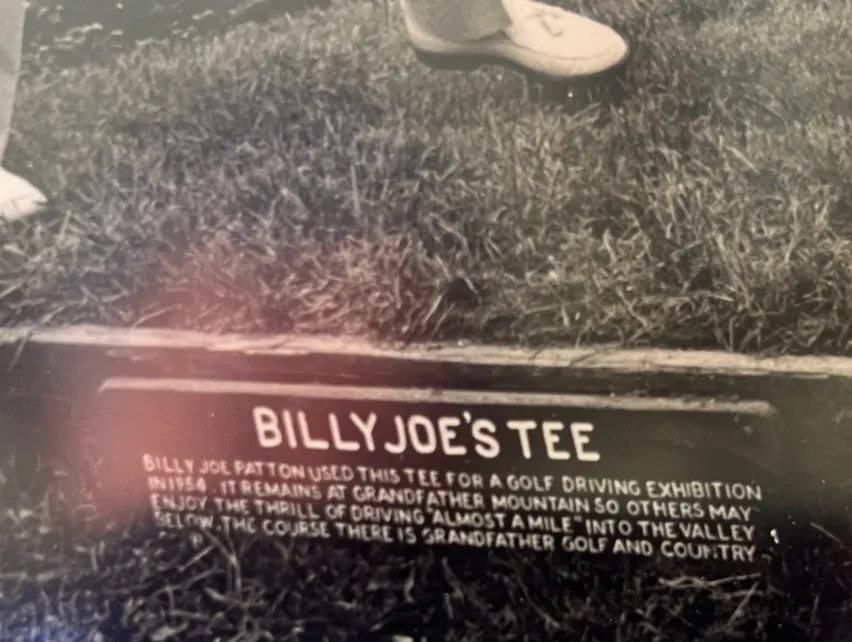 BILLY JOE'S TEE
BILLY JOE PATTON USED THIS TEE FOR A GOLF DRIVING EXHIBITION
IN 1954. IT REMAINS AT GRANDFATHER MOUNTAIN SO OTHERS MAY
ENJOY THE THRILL OF DRIVING "ALMOST A MILE" INTO THE VALLEY
BELOW. THE COURSE THERE IS GRANDFATHER GOLF AND COUNTRY